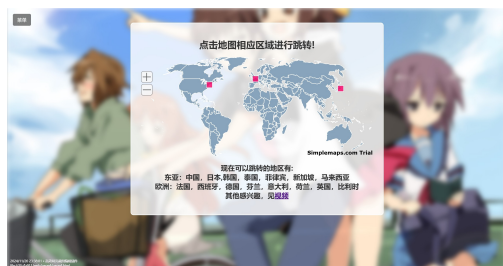 点击地图相应区域进行跳转!
Simplemaps.com Trial
现在可以跳转的地区有:
东亚：中国，日本,韩国，泰国，菲律宾，新加坡，马来西亚
欧洲：法国，西班牙，德国，芬兰，意大利，荷兰，英国，比利时
其他感兴趣，见视频